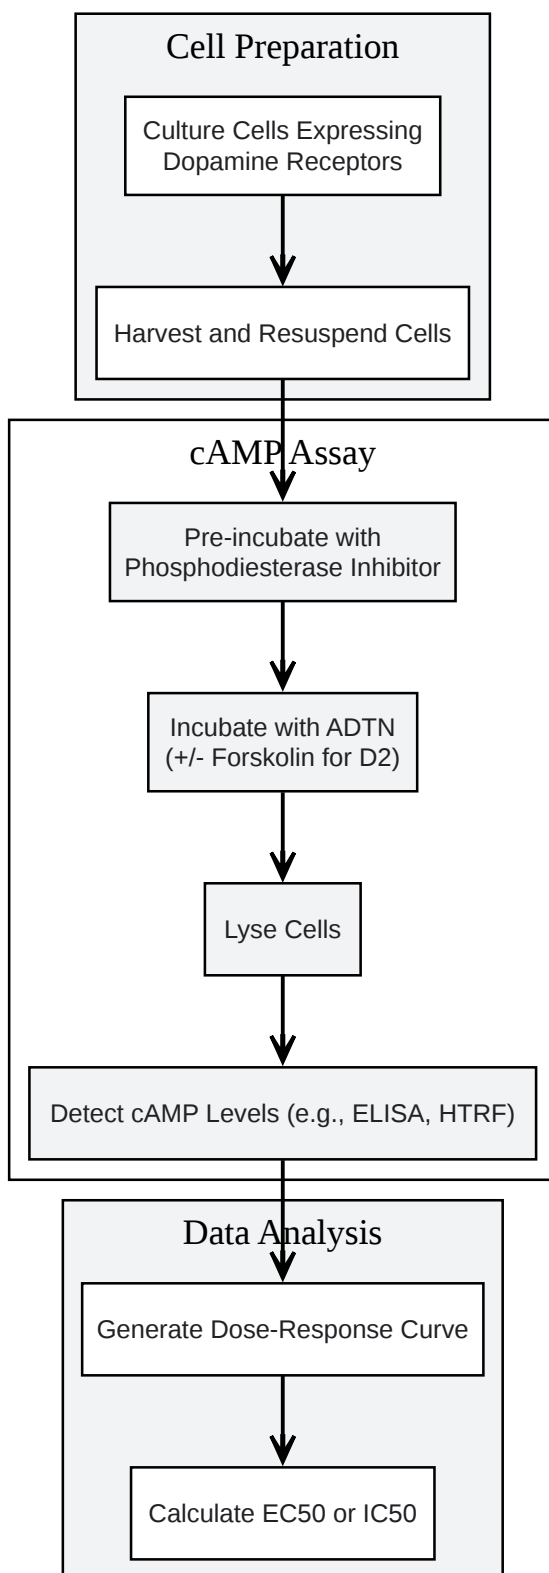 Cell Preparation
Culture Cells Expressing
Dopamine Receptors
Harvest and Resuspend Cells
cAMP Assay
Pre-incubate with
Phosphodiesterase Inhibitor
Incubate with ADTN
(+/- Forskolin for D2)
Lyse Cells
Detect cAMP Levels (e.g., ELISA, HTRF)
Data Analysis
Generate Dose-Response Curve
Calculate EC50 or IC50